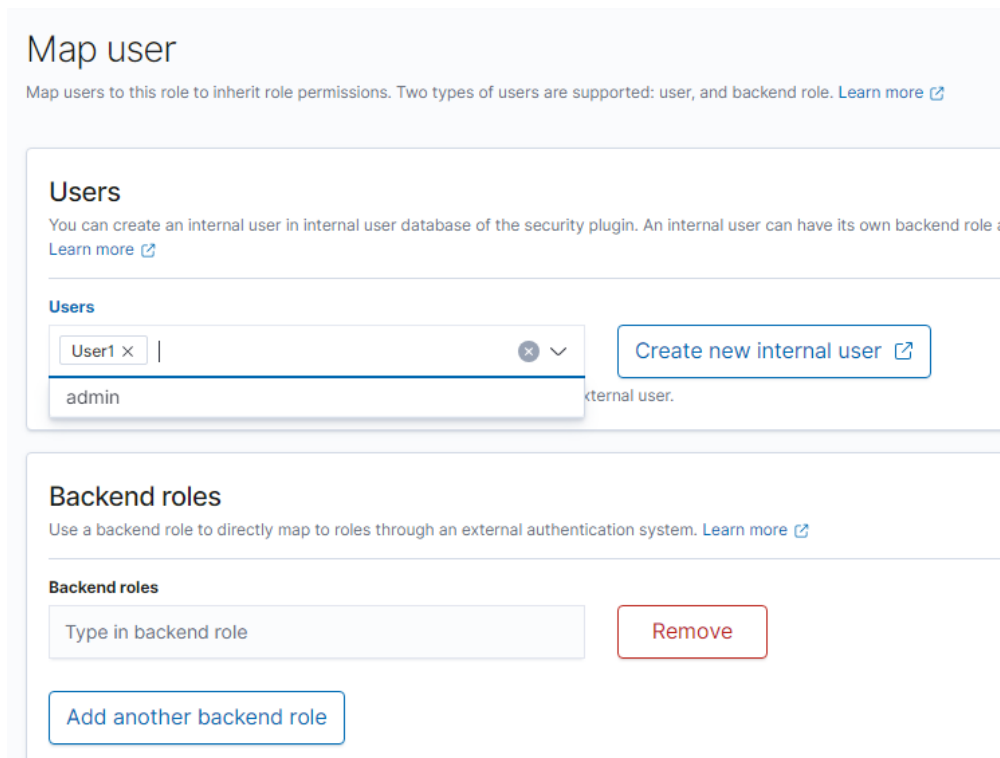 Map user
Map users to this role to inherit role permissions. Two types of users are supported: user, and backend role. Learn more
Users
You can create an internal user in internal user database of the security plugin. An internal user can have its own backend role
Learn more
Users
User1
Create new internal user
admin
user.
Backend roles
Use a backend role to directly map to roles through an external authentication system. Learn more
Backend roles
Type in backend role
Remove
Add another backend role